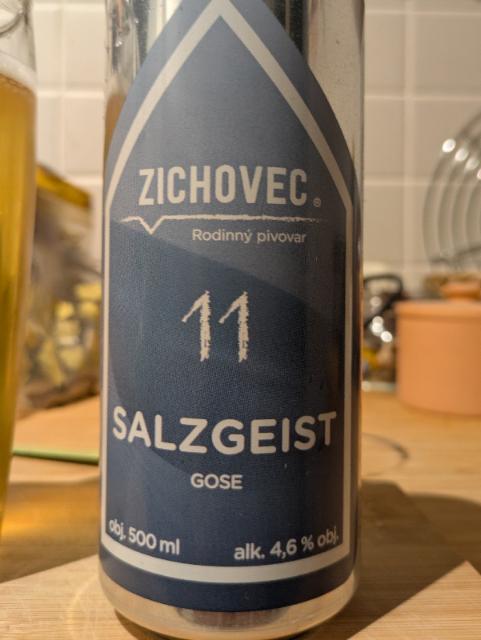 ZICHOVEC®
Rodinný pivovar
11
SALZGEIST
GOSE
obj. 500 ml alk. 4,6 % obj.